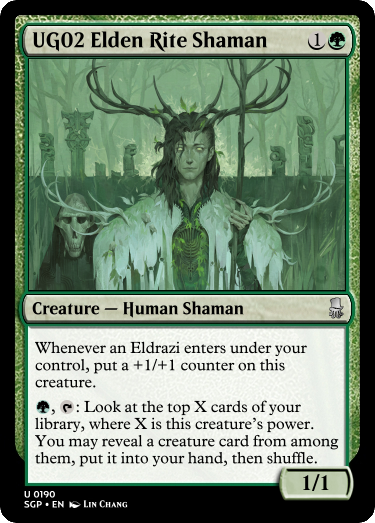 UG02 Elden Rite Shaman 1
Creature — Human Shaman
Whenever an Eldrazi enters under your
control, put a +1/+1 counter on this
creature.
, : Look at the top X cards of your
library, where X is this creature's power.
You may reveal a creature card from among
them, put it into your hand, then shuffle.
1/1
U 0190
SGP • EN Lin Chang